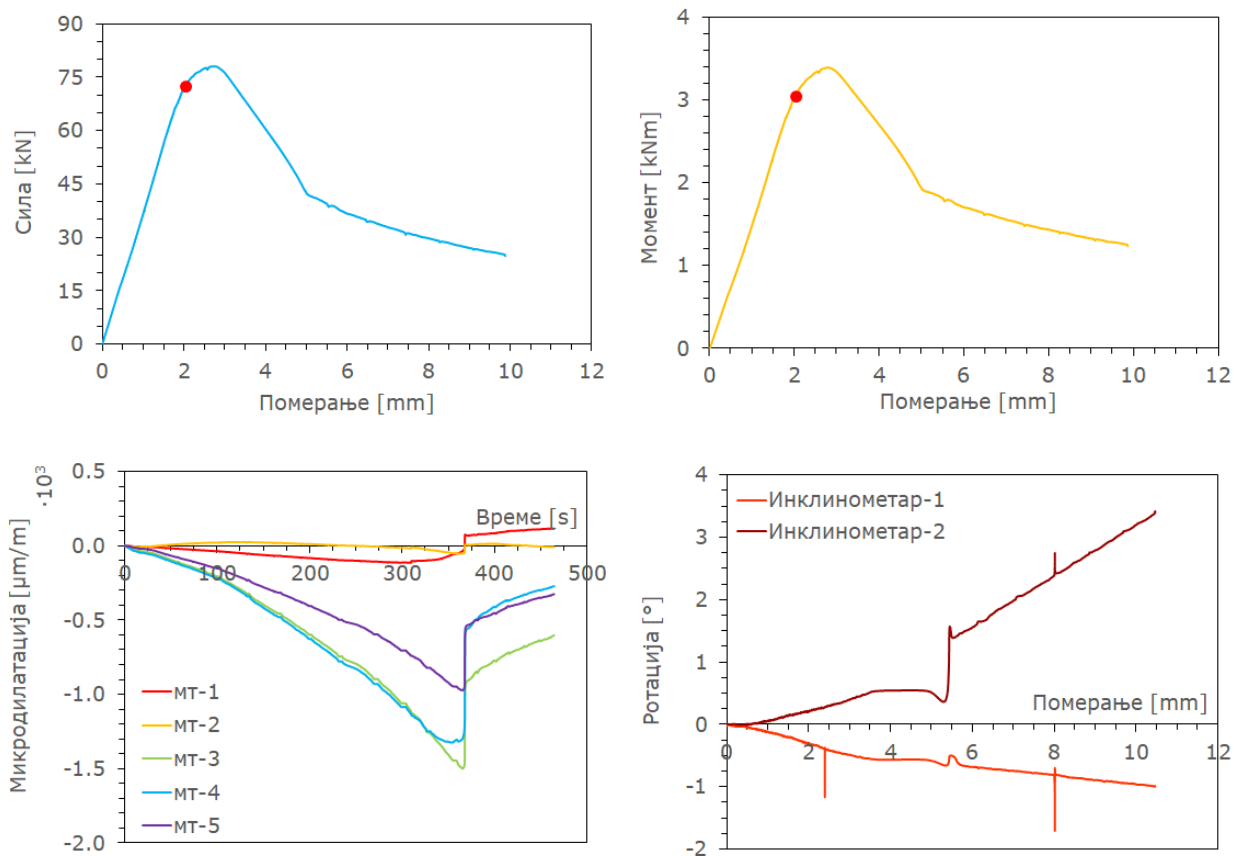 90
75
60
45
30
15
0
Сила [kN]
0 2 4 6 8 10 12
Померање [mm]
4
3
2
1
0
Момент [kNm]
0 2 4 6 8 10 12
Померање [mm]
·10³
Микродилатација [μm/m]
0.5
0.0
-0.5
-1.0
-1.5
-2.0
Време [s]
0 100 200 300 400 500
мт-1
мт-2
мт-3
мт-4
мт-5
Ротација [°]
4
3
2
1
0
-1
-2
Инклинометар-1
Инклинометар-2
Померање [mm]
0 2 4 6 8 10 12